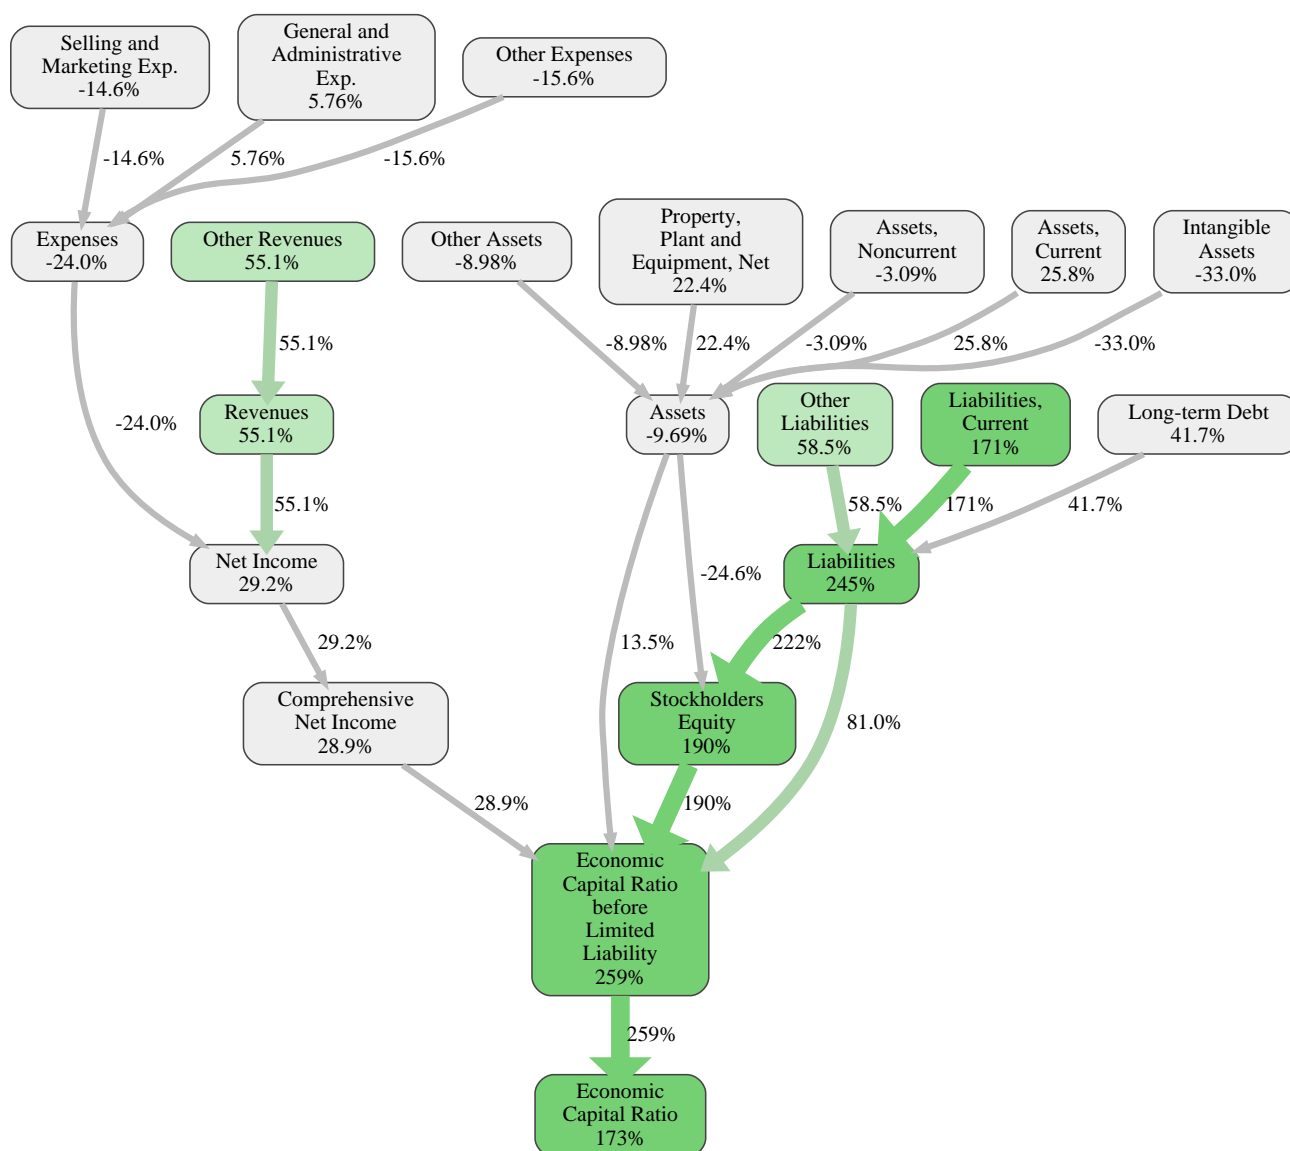 Selling and
Marketing Exp.
-14.6%
General and
Administrative
Exp.
5.76%
Other Expenses
-15.6%
-14.6%
5.76%
-15.6%
Expenses
-24.0%
Other Revenues
55.1%
Other Assets
-8.98%
Property,
Plant and
Equipment, Net
22.4%
Assets,
Noncurrent
-3.09%
Assets,
Current
25.8%
Intangible
Assets
-33.0%
55.1%
-8.98%
22.4%
-3.09%
25.8%
-33.0%
-24.0%
Revenues
55.1%
Assets
-9.69%
Other
Liabilities
58.5%
Liabilities,
Current
171%
Long-term Debt
41.7%
55.1%
58.5%
171%
41.7%
Net Income
29.2%
-24.6%
Liabilities
245%
29.2%
13.5%
222%
Comprehensive
Net Income
28.9%
Stockholders
Equity
190%
81.0%
28.9%
190%
Economic
Capital Ratio
before
Limited
Liability
259%
259%
Economic
Capital Ratio
173%